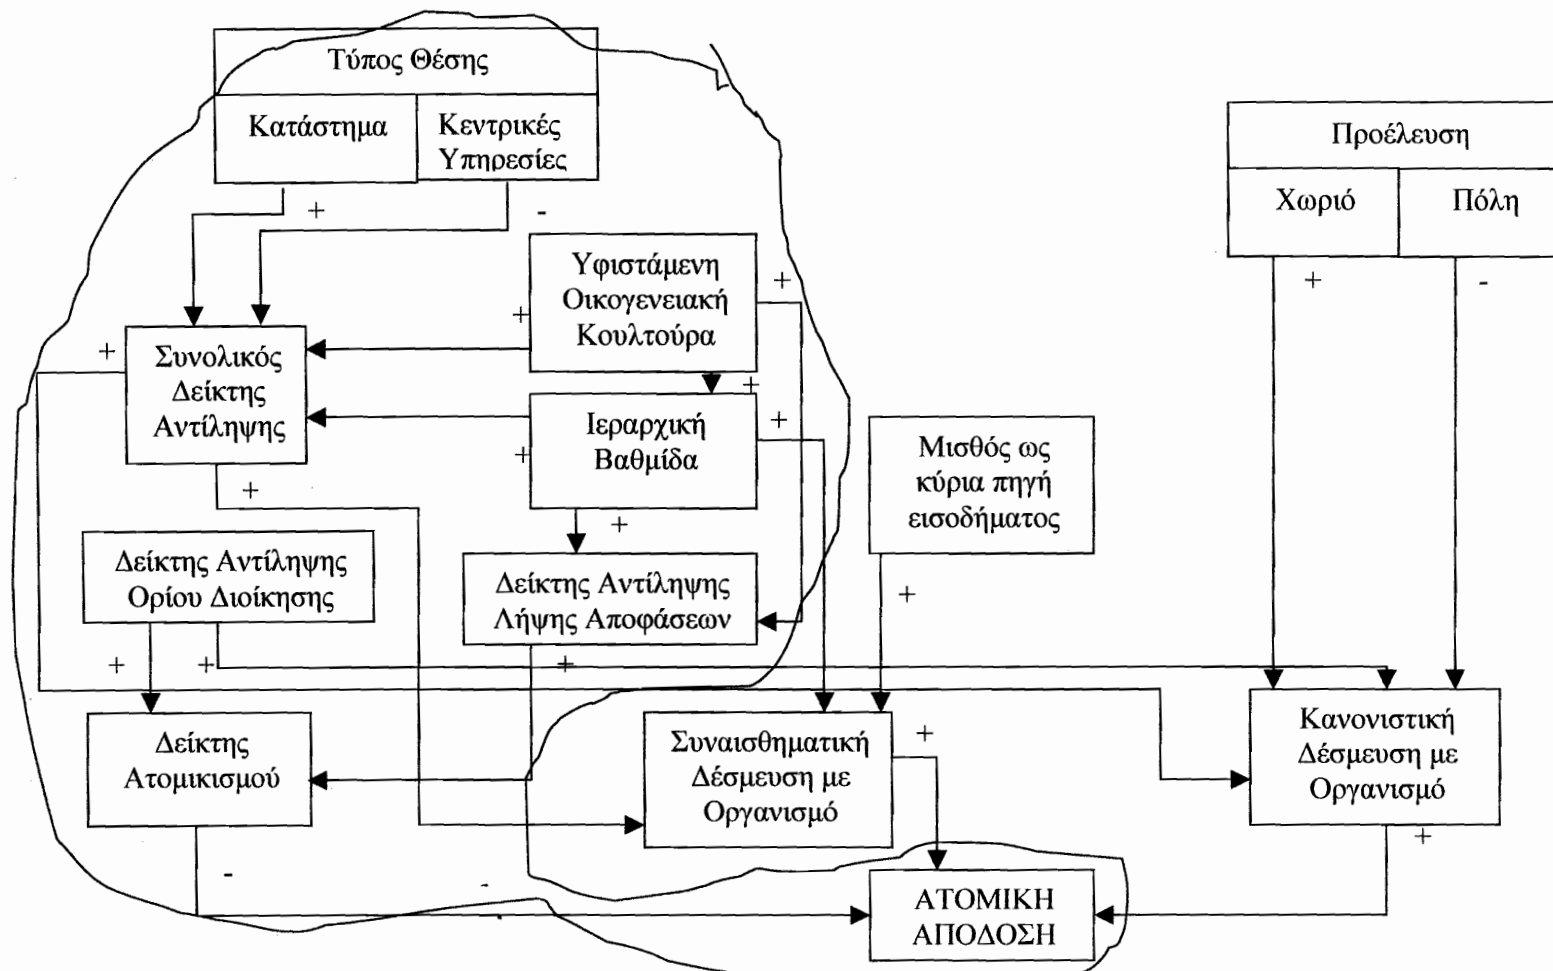 Τύπος Θέσης
Κατάστημα
Κεντρικές
Υπηρεσίες
+
-
Προέλευση
Χωριό
Πόλη
+
-
Υφιστάμενη
Οικογενειακή
Κουλτούρα
+
+
+
Συνολικός
Δείκτης
Αντίληψης
+
+
Ιεραρχική
Βαθμίδα
+
+
+
Μισθός ως
κύρια πηγή
εισοδήματος
+
Δείκτης Αντίληψης
Ορίου Διοίκησης
+
+
Δείκτης Αντίληψης
Λήψης Αποφάσεων
+
Δείκτης
Ατομικισμού
-
Συναισθηματική
Δέσμευση με
Οργανισμό
+
Κανονιστική
Δέσμευση με
Οργανισμό
+
ΑΤΟΜΙΚΗ
ΑΠΟΔΟΣΗ